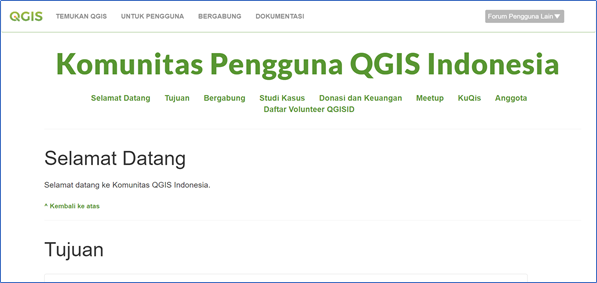 QGIS TEMUKAN QGIS UNTUK PENGGUNA BERGABUNG DOKUMENTASI Forum Pengguna Lain ▼
Komunitas Pengguna QGIS Indonesia
Selamat Datang Tujuan Bergabung Studi Kasus Donasi dan Keuangan Meetup KuQis Anggota
Daftar Volunteer QGISID
Selamat Datang
Selamat datang ke Komunitas QGIS Indonesia.
^ Kembali ke atas
Tujuan